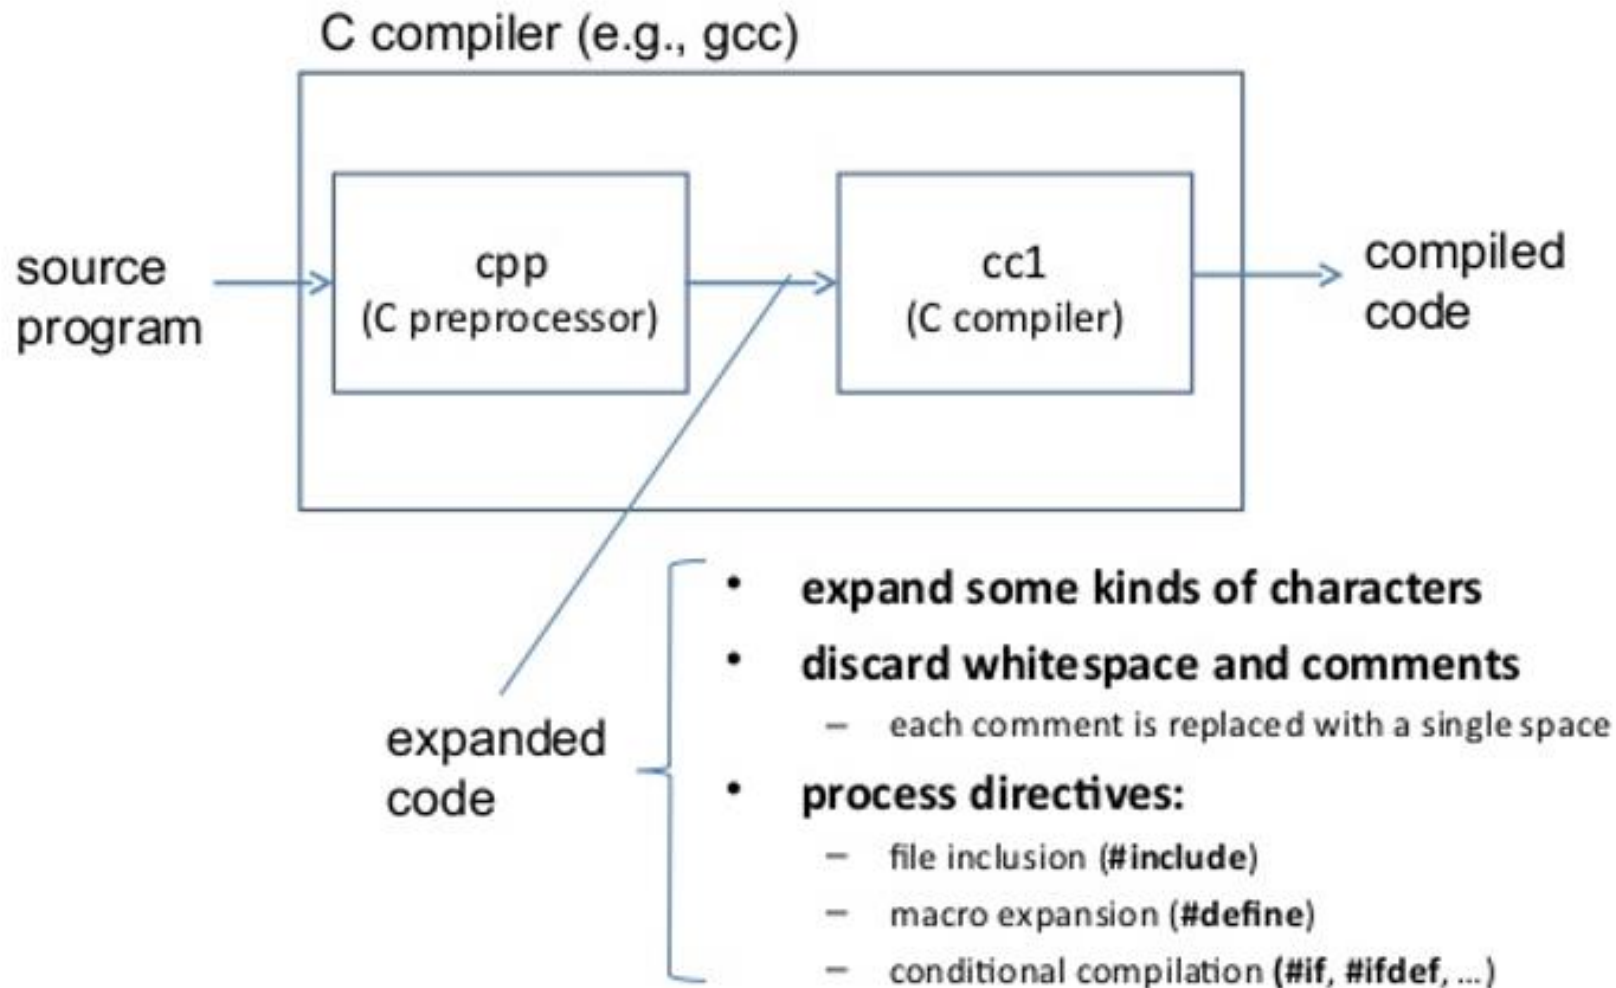 C compiler (e.g., gcc)
source
program
cpp
(C preprocessor)
cc1
(C compiler)
compiled
code
expanded
code
• expand some kinds of characters
• discard whitespace and comments
– each comment is replaced with a single space
• process directives:
– file inclusion (#include)
– macro expansion (#define)
– conditional compilation (#if, #ifdef, ...)